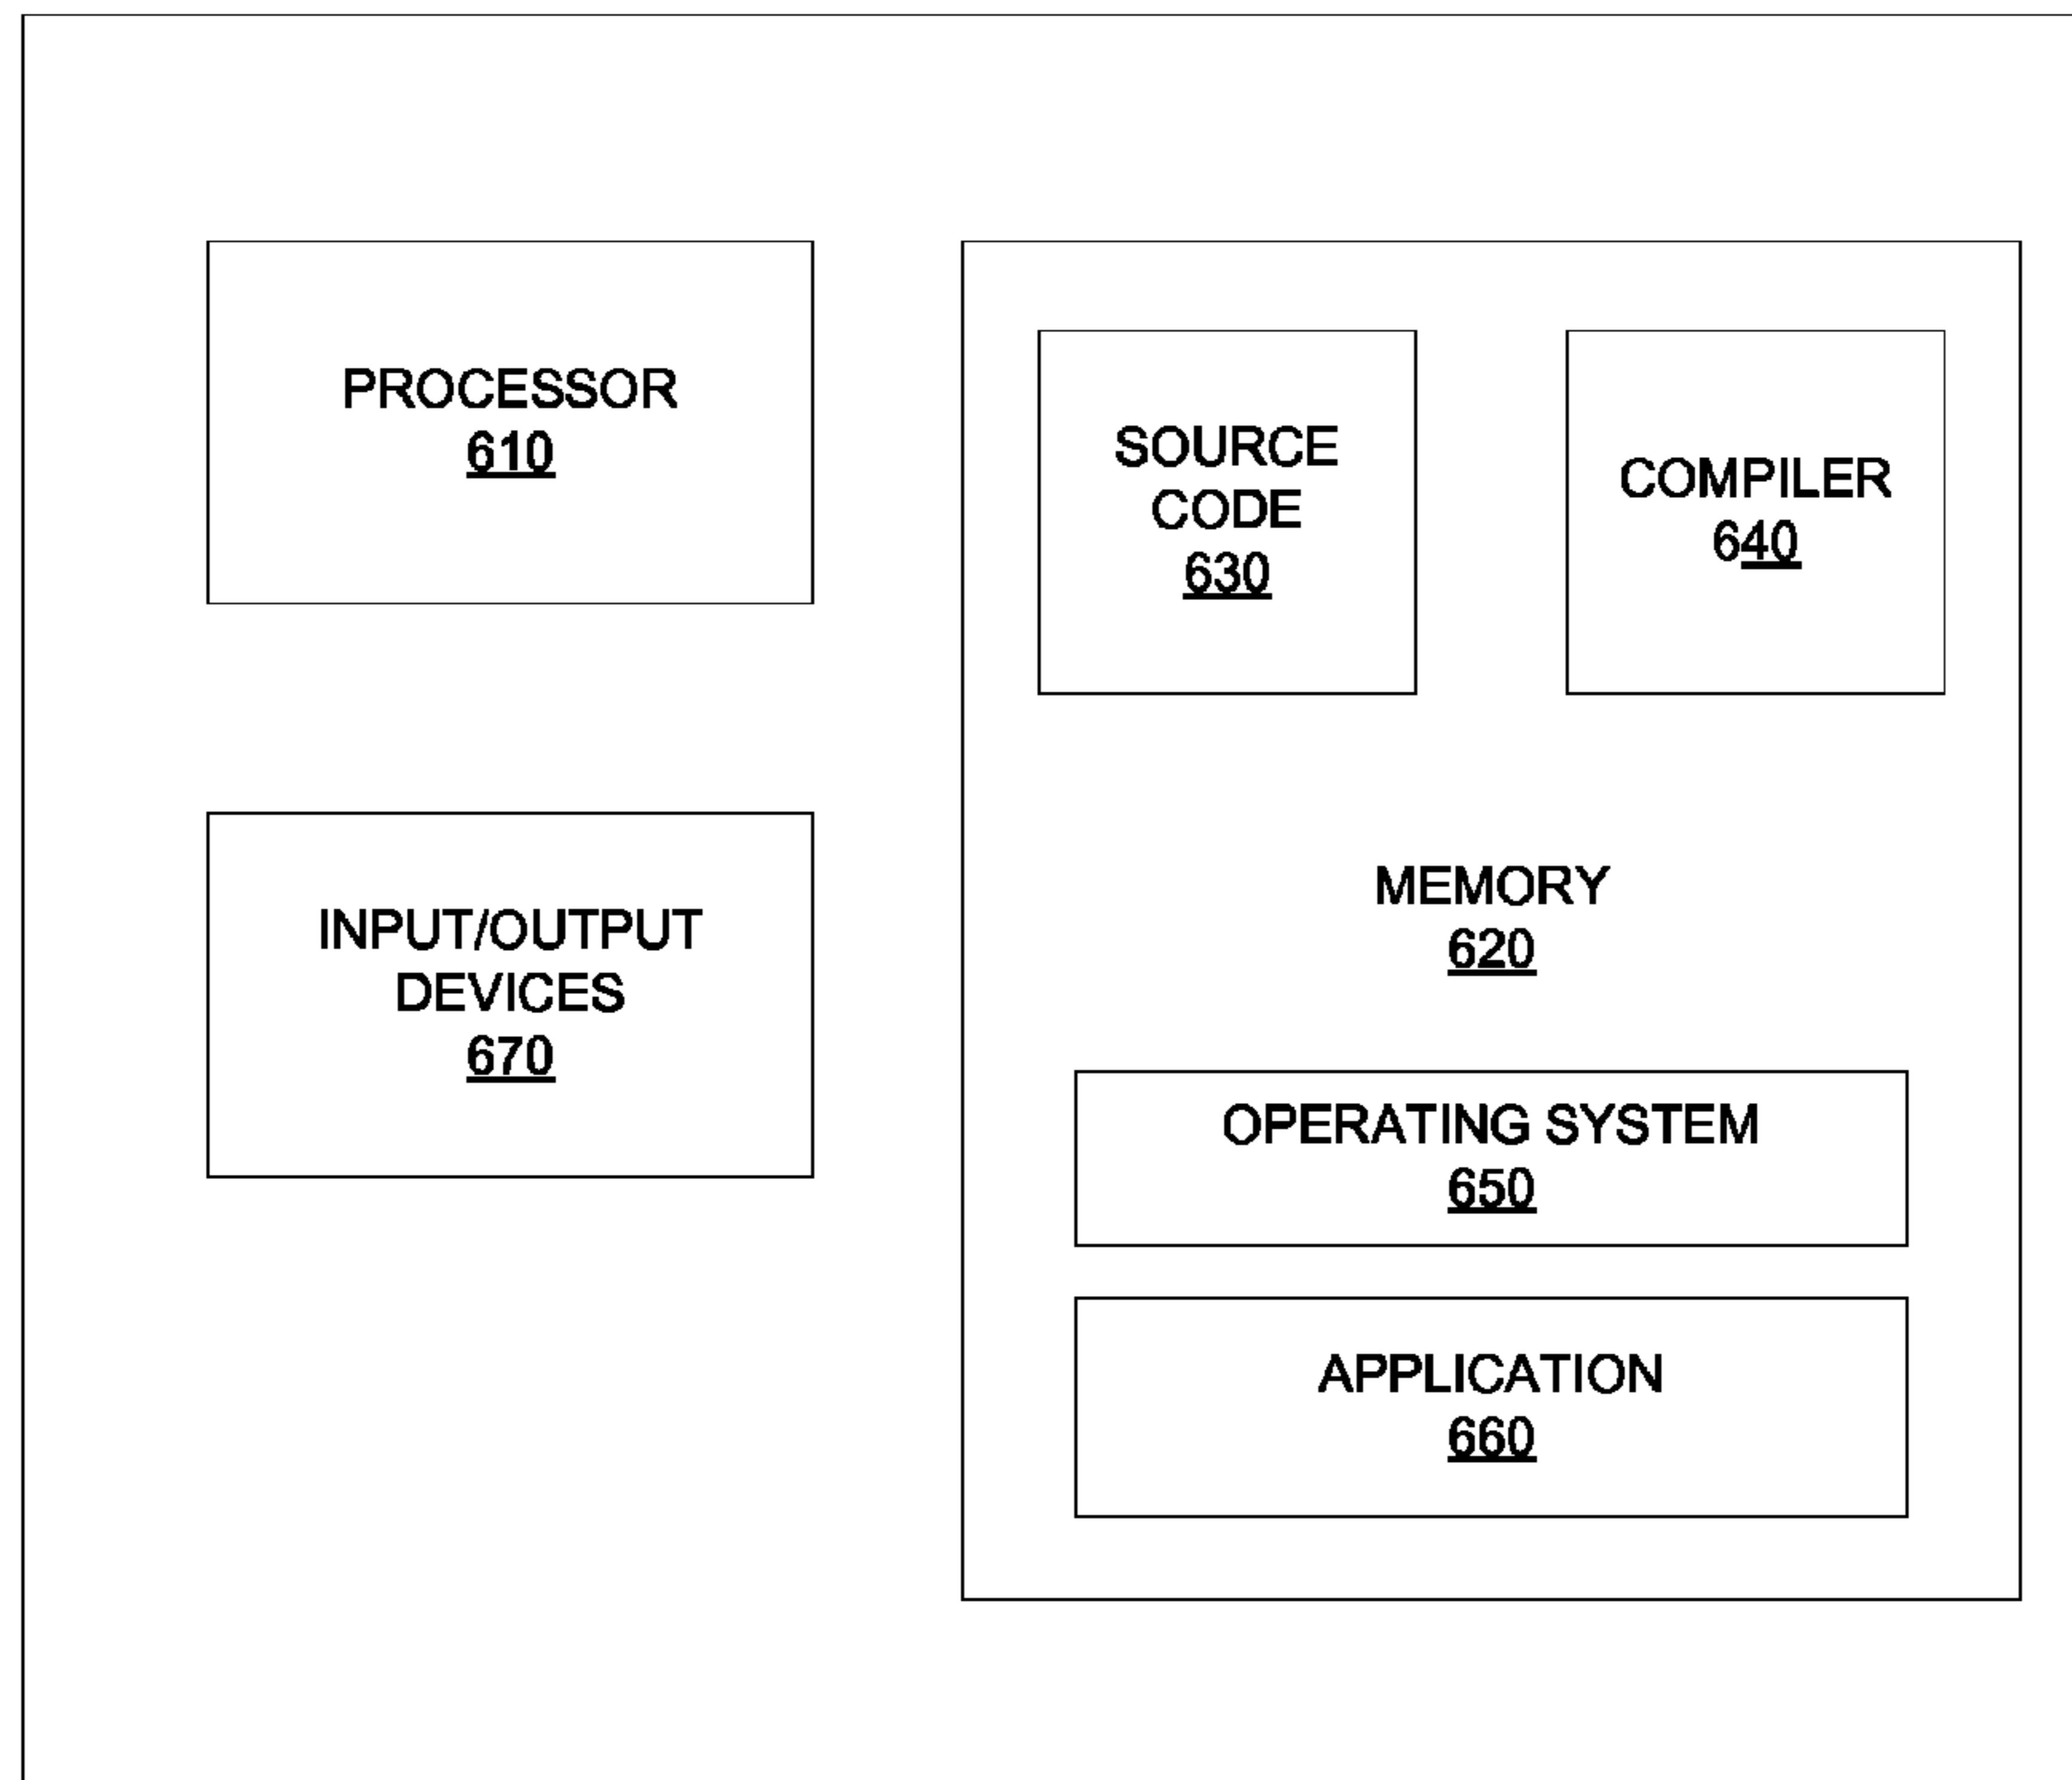 PROCESSOR
610
SOURCE
CODE
630
COMPILER
640
INPUT/OUTPUT
DEVICES
670
MEMORY
620
OPERATING SYSTEM
650
APPLICATION
660